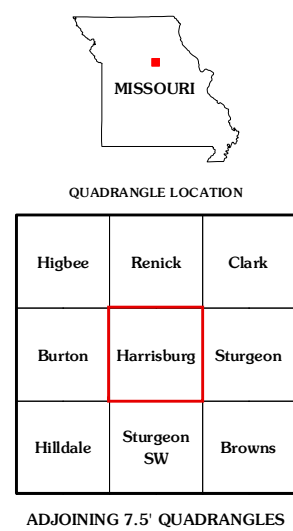 MISSOURI
QUADRANGLE LOCATION
Higbee Renick Clark
Burton Harrisburg Sturgeon
Hilldale Sturgeon SW Browns
ADJOINING 7.5' QUADRANGLES